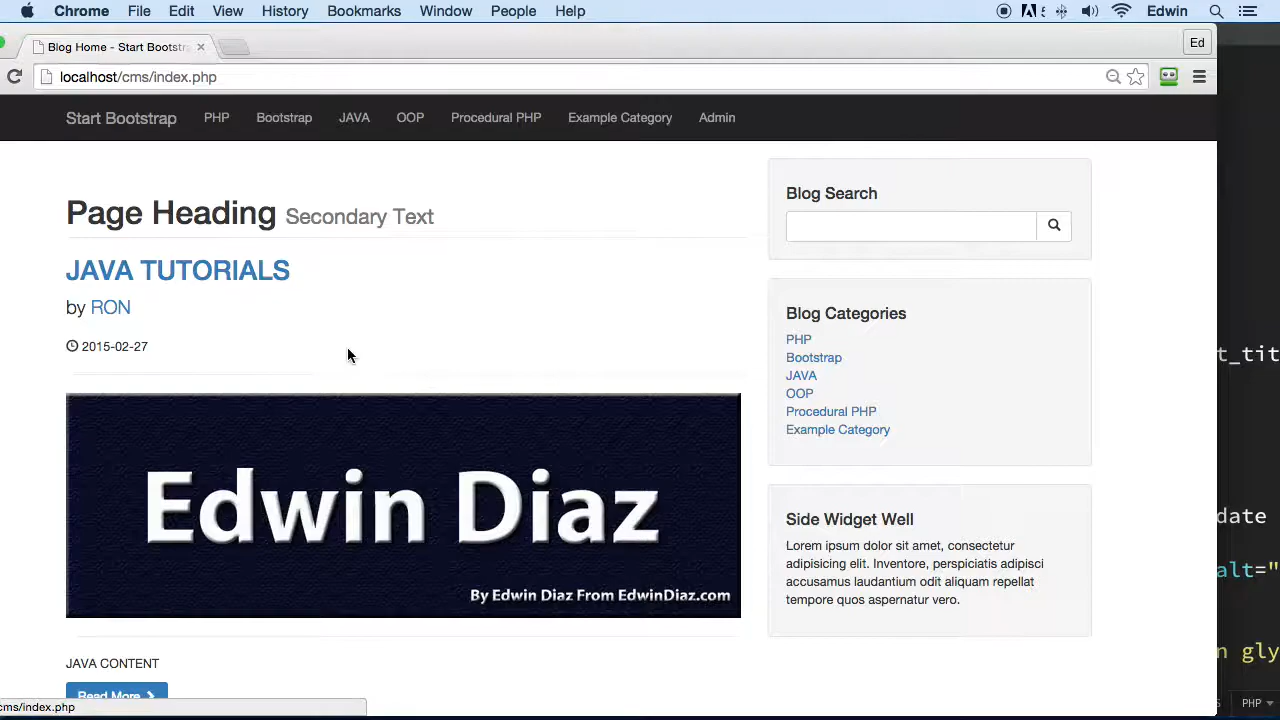 Chrome File Edit View History Bookmarks Window People Help Edwin
Blog Home - Start Bootstra
Ed
localhost/cms/index.php
Start Bootstrap PHP Bootstrap JAVA OOP Procedural PHP Example Category Admin
Page Heading Secondary Text
JAVA TUTORIALS
by RON
2015-02-27
Edwin Diaz
By Edwin Diaz From EdwinDiaz.com
JAVA CONTENT
Read More
cms/index.php
Blog Search
Blog Categories
PHP
Bootstrap
JAVA
OOP
Procedural PHP
Example Category
Side Widget Well
Lorem ipsum dolor sit amet, consectetur
adipisicing elit. Inventore, perspiciatis adipisci
accusamus laudantium odit aliquam repellat
tempore quos aspernatur vero.
t_tit
date
alt="
n gly
PHP